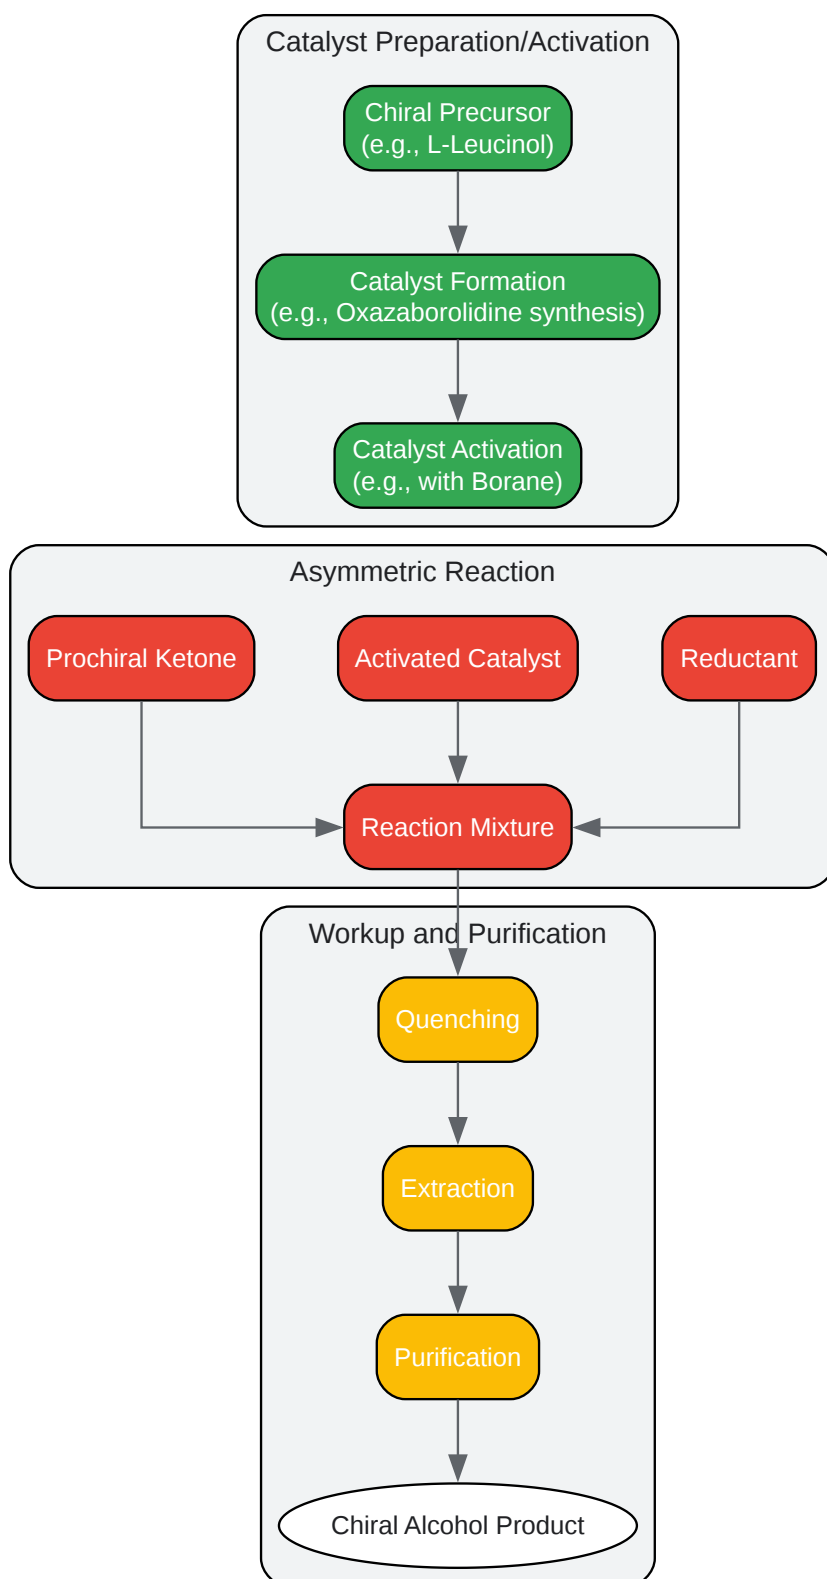 Catalyst Preparation/Activation
Chiral Precursor
(e.g., L-Leucinol)
Catalyst Formation
(e.g., Oxazaborolidine synthesis)
Catalyst Activation
(e.g., with Borane)
Asymmetric Reaction
Prochiral Ketone
Activated Catalyst
Reductant
Reaction Mixture
Workup and Purification
Quenching
Extraction
Purification
Chiral Alcohol Product